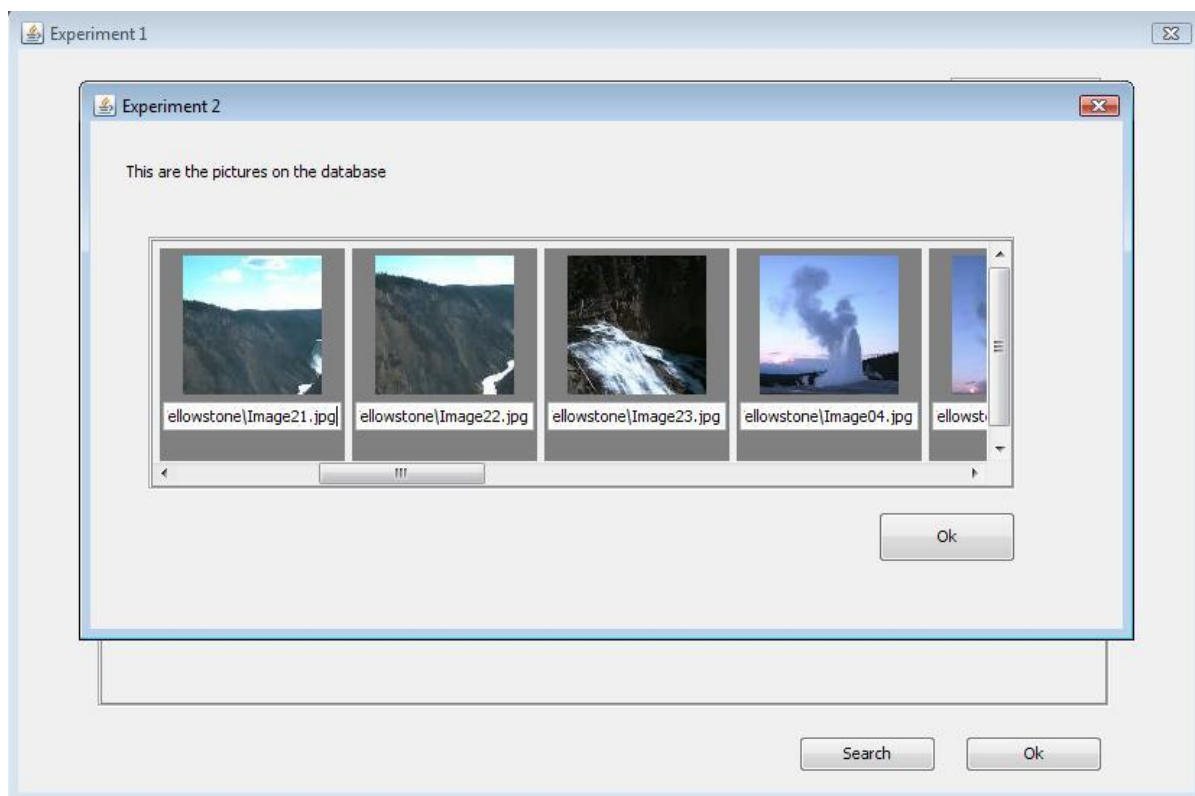 Experiment 1
Experiment 2
This are the pictures on the database
ellowstone\Image21.jpg
ellowstone\Image22.jpg
ellowstone\Image23.jpg
ellowstone\Image04.jpg
ellowst
Ok
Search
Ok